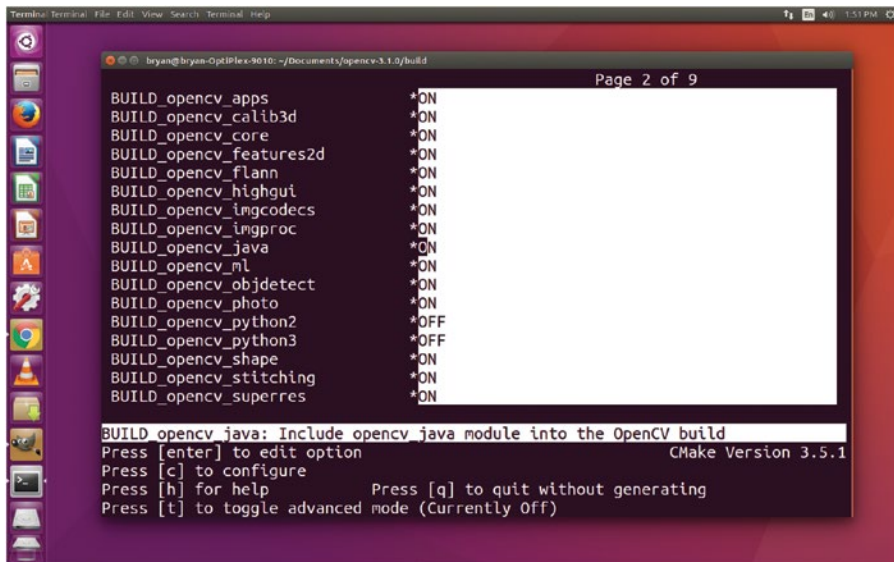 Terminal Terminal File Edit View Search Terminal Help En 1:51 PM
bryan@bryan-OptiPlex-9010: ~/Documents/opencv-3.1.0/build
Page 2 of 9
BUILD_opencv_apps *ON
BUILD_opencv_calib3d *ON
BUILD_opencv_core *ON
BUILD_opencv_features2d *ON
BUILD_opencv_flann *ON
BUILD_opencv_highgui *ON
BUILD_opencv_imgcodecs *ON
BUILD_opencv_imgproc *ON
BUILD_opencv_java *ON
BUILD_opencv_ml *ON
BUILD_opencv_objdetect *ON
BUILD_opencv_photo *ON
BUILD_opencv_python2 *OFF
BUILD_opencv_python3 *OFF
BUILD_opencv_shape *ON
BUILD_opencv_stitching *ON
BUILD_opencv_superres *ON
BUILD_opencv_java: Include opencv_java module into the OpenCV build
Press [enter] to edit option CMake Version 3.5.1
Press [c] to configure
Press [h] for help Press [q] to quit without generating
Press [t] to toggle advanced mode (Currently Off)